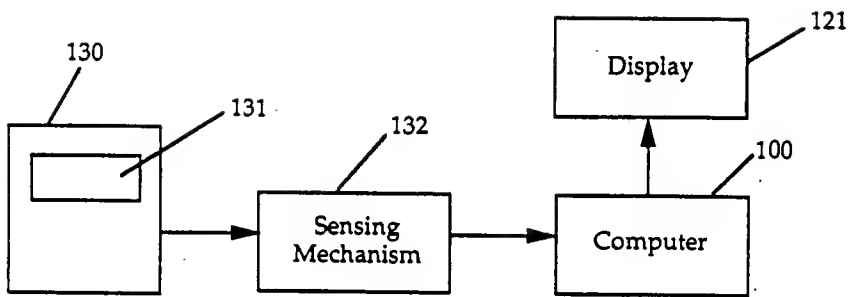 121
130
Display
131
132
100
Sensing
Mechanism
Computer